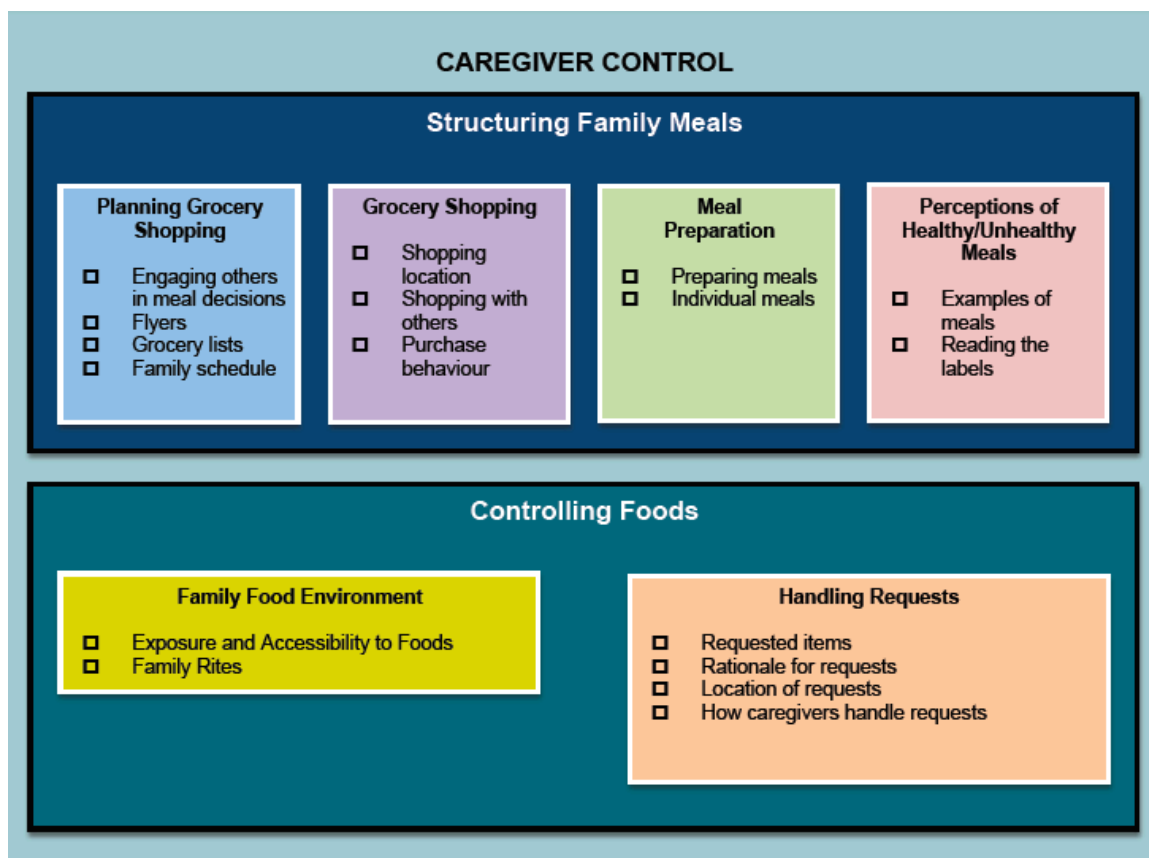 CAREGIVER CONTROL
Structuring Family Meals
Planning Grocery
Shopping
Engaging others
in meal decisions
Flyers
Grocery lists
Family schedule
Grocery Shopping
Shopping
location
Shopping with
others
Purchase
behaviour
Meal
Preparation
Preparing meals
Individual meals
Perceptions of
Healthy/Unhealthy
Meals
Examples of
meals
Reading the
labels
Controlling Foods
Family Food Environment
Exposure and Accessibility to Foods
Family Rites
Handling Requests
Requested items
Rationale for requests
Location of requests
How caregivers handle requests